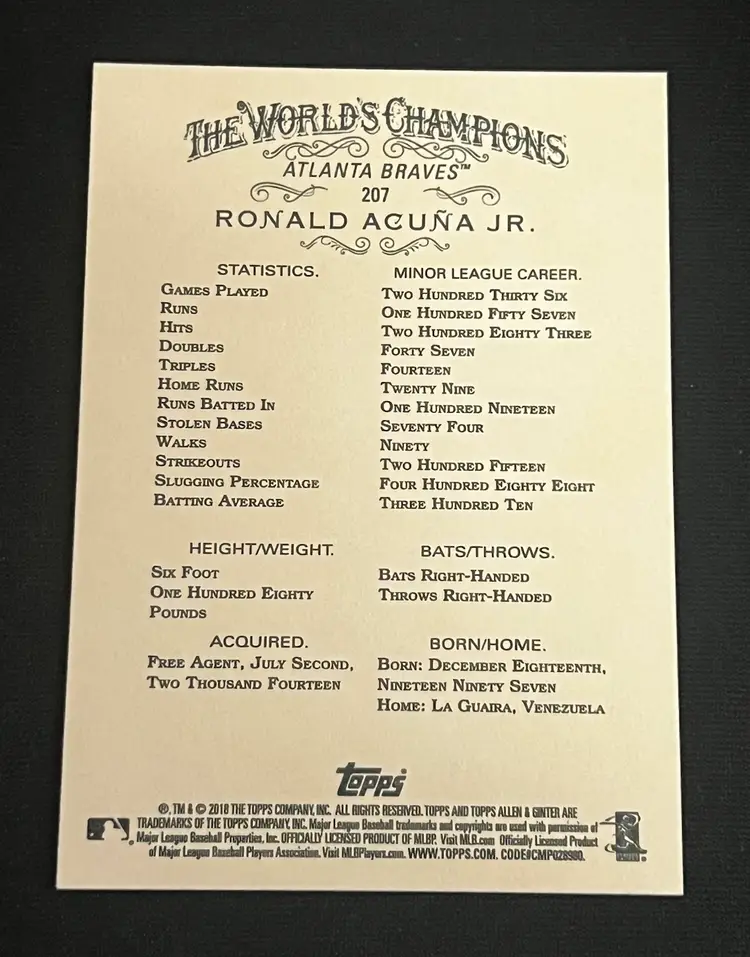 THE WORLD'S CHAMPIONS
ATLANTA BRAVES™
207
RONALD ACUÑA JR.
STATISTICS. MINOR LEAGUE CAREER.
GAMES PLAYED TWO HUNDRED THIRTY SIX
RUNS ONE HUNDRED FIFTY SEVEN
HITS TWO HUNDRED EIGHTY THREE
DOUBLES FORTY SEVEN
TRIPLES FOURTEEN
HOME RUNS TWENTY NINE
RUNS BATTED IN ONE HUNDRED NINETEEN
STOLEN BASES SEVENTY FOUR
WALKS NINETY
STRIKEOUTS TWO HUNDRED FIFTEEN
SLUGGING PERCENTAGE FOUR HUNDRED EIGHTY EIGHT
BATTING AVERAGE THREE HUNDRED TEN
HEIGHT/WEIGHT.
SIX FOOT
ONE HUNDRED EIGHTY
POUNDS
BATS/THROWS.
BATS RIGHT-HANDED
THROWS RIGHT-HANDED
ACQUIRED.
FREE AGENT, JULY SECOND,
TWO THOUSAND FOURTEEN
BORN/HOME.
BORN: DECEMBER EIGHTEENTH,
NINETEEN NINETY SEVEN
HOME: LA GUAIRA, VENEZUELA
topps
®, TM & © 2018 THE TOPPS COMPANY, INC. ALL RIGHTS RESERVED. TOPPS AND TOPPS ALLEN & GINTER ARE
TRADEMARKS OF THE TOPPS COMPANY, INC. Major League Baseball trademarks and copyrights are used with permission of
Major League Baseball Properties, Inc. OFFICIALLY LICENSED PRODUCT OF MLBP. Visit MLB.com Officially Licensed Product
of Major League Baseball Players Association. Visit MLBPlayers.com. WWW.TOPPS.COM. CODE#CMP028980.